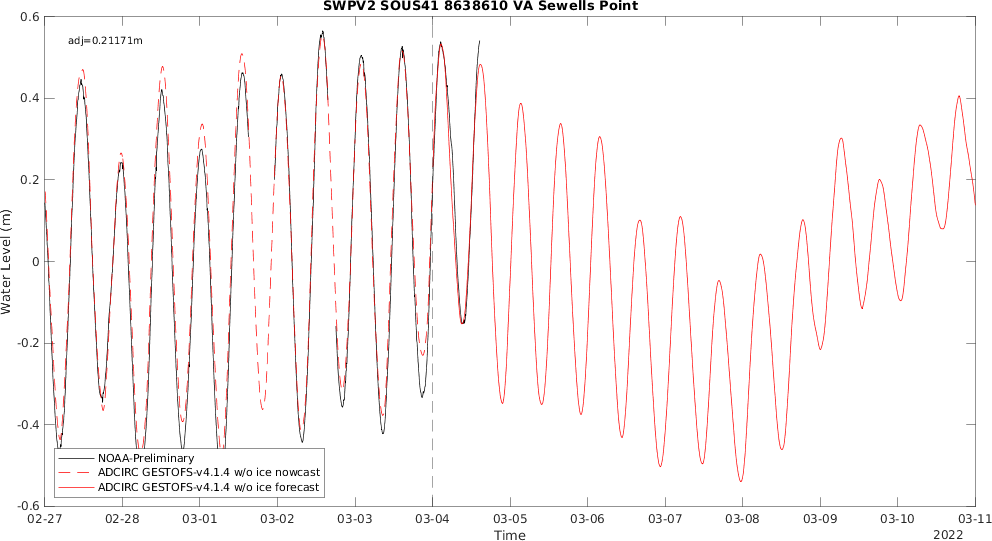 SWPV2 SOUS41 8638610 VA Sewells Point
adj=0.21171m
Water Level (m)
0.6
0.4
0.2
0
-0.2
-0.4
-0.6
NOAA-Preliminary
ADCIRC GESTOFS-v4.1.4 w/o ice nowcast
ADCIRC GESTOFS-v4.1.4 w/o ice forecast
02-27 02-28 03-01 03-02 03-03 03-04 03-05 03-06 03-07 03-08 03-09 03-10 03-11
Time
2022